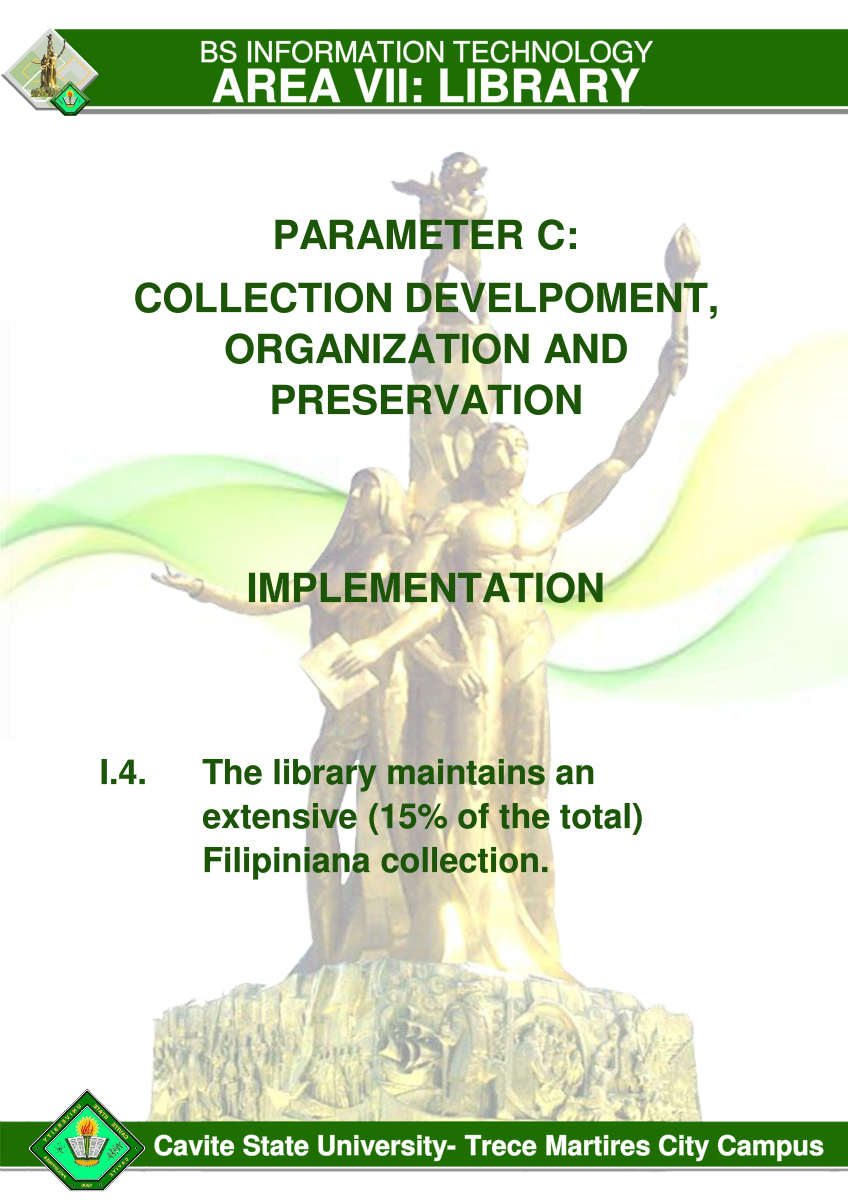 BS INFORMATION TECHNOLOGY
AREA VII: LIBRARY
PARAMETER C:
COLLECTION DEVELPOMENT,
ORGANIZATION AND
PRESERVATION
IMPLEMENTATION
I.4. The library maintains an
extensive (15% of the total)
Filipiniana collection.
Cavite State University- Trece Martires City Campus